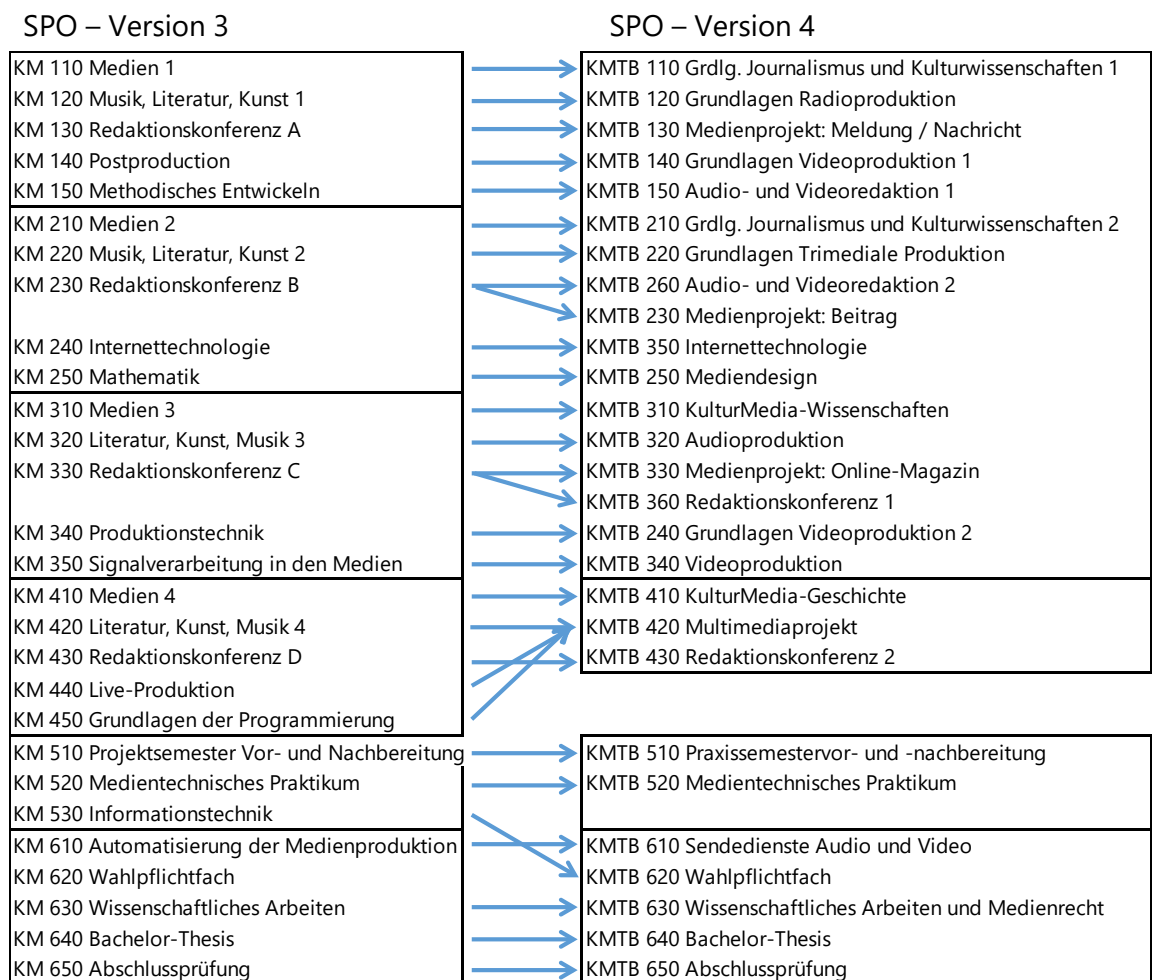 SPO – Version 3
SPO – Version 4
KM 110 Medien 1
KMTB 110 Grdlg. Journalismus und Kulturwissenschaften 1
KM 120 Musik, Literatur, Kunst 1
KMTB 120 Grundlagen Radioproduktion
KM 130 Redaktionskonferenz A
KMTB 130 Medienprojekt: Meldung / Nachricht
KM 140 Postproduction
KMTB 140 Grundlagen Videoproduktion 1
KM 150 Methodisches Entwickeln
KMTB 150 Audio- und Videoredaktion 1
KM 210 Medien 2
KMTB 210 Grdlg. Journalismus und Kulturwissenschaften 2
KM 220 Musik, Literatur, Kunst 2
KMTB 220 Grundlagen Trimediale Produktion
KM 230 Redaktionskonferenz B
KMTB 260 Audio- und Videoredaktion 2
KMTB 230 Medienprojekt: Beitrag
KM 240 Internettechnologie
KMTB 350 Internettechnologie
KM 250 Mathematik
KMTB 250 Mediendesign
KM 310 Medien 3
KMTB 310 KulturMedia-Wissenschaften
KM 320 Literatur, Kunst, Musik 3
KMTB 320 Audioproduktion
KM 330 Redaktionskonferenz C
KMTB 330 Medienprojekt: Online-Magazin
KMTB 360 Redaktionskonferenz 1
KM 340 Produktionstechnik
KMTB 240 Grundlagen Videoproduktion 2
KM 350 Signalverarbeitung in den Medien
KMTB 340 Videoproduktion
KM 410 Medien 4
KMTB 410 KulturMedia-Geschichte
KM 420 Literatur, Kunst, Musik 4
KMTB 420 Multimediaprojekt
KM 430 Redaktionskonferenz D
KMTB 430 Redaktionskonferenz 2
KM 440 Live-Produktion
KM 450 Grundlagen der Programmierung
KM 510 Projektsemester Vor- und Nachbereitung
KMTB 510 Praxissemestervor- und -nachbereitung
KM 520 Medientechnisches Praktikum
KMTB 520 Medientechnisches Praktikum
KM 530 Informationstechnik
KM 610 Automatisierung der Medienproduktion
KMTB 610 Sendedienste Audio und Video
KM 620 Wahlpflichtfach
KMTB 620 Wahlpflichtfach
KM 630 Wissenschaftliches Arbeiten
KMTB 630 Wissenschaftliches Arbeiten und Medienrecht
KM 640 Bachelor-Thesis
KMTB 640 Bachelor-Thesis
KM 650 Abschlussprüfung
KMTB 650 Abschlussprüfung